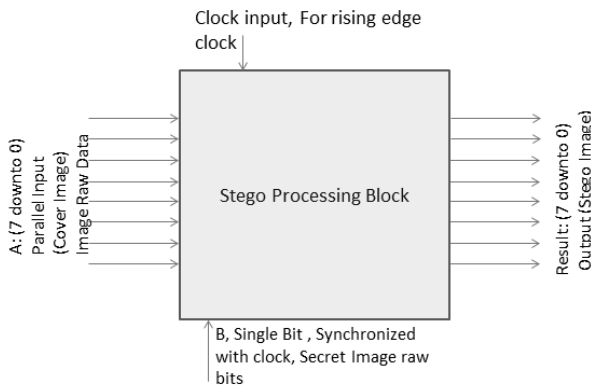 Clock input, For rising edge
clock
A: (7 downto 0)
Parallel Input
(Cover Image)
Image Raw Data
Stego Processing Block
Result: (7 downto 0)
Output (Stego Image)
B, Single Bit , Synchronized
with clock, Secret Image raw
bits